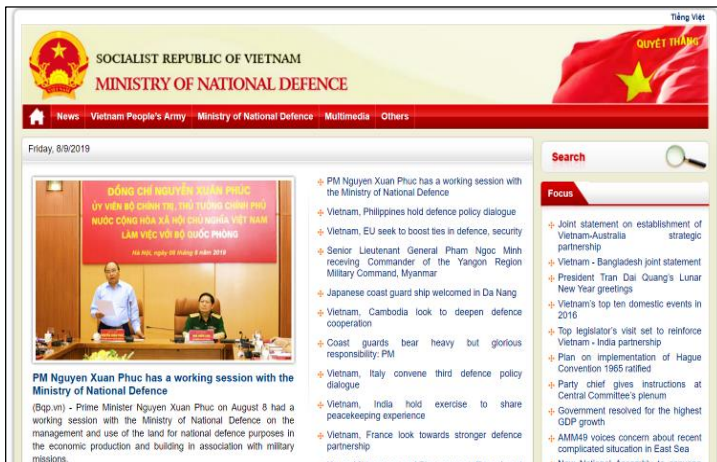 Tiếng Việt
SOCIALIST REPUBLIC OF VIETNAM
MINISTRY OF NATIONAL DEFENCE
QUYẾT THẮNG
News Vietnam People's Army Ministry of National Defence Multimedia Others
Friday, 8/9/2019
ĐỒNG CHÍ NGUYỄN XUÂN PHÚC
ỦY VIÊN BỘ CHÍNH TRỊ, THỦ TƯỚNG CHÍNH PHỦ
NƯỚC CỘNG HÒA XÃ HỘI CHỦ NGHĨA VIỆT NAM
LÀM VIỆC VỚI BỘ QUỐC PHÒNG
Hà Nội, ngày 08 tháng 8 năm 2019
PM Nguyen Xuan Phuc has a working session with the
Ministry of National Defence
(Bqp.vn) - Prime Minister Nguyen Xuan Phuc on August 8 had a
working session with the Ministry of National Defence on the
management and use of the land for national defence purposes in
the economic production and building in association with military
missions.
PM Nguyen Xuan Phuc has a working session with
the Ministry of National Defence
Vietnam, Philippines hold defence policy dialogue
Vietnam, EU seek to boost ties in defence, security
Senior Lieutenant General Pham Ngoc Minh
receving Commander of the Yangon Region
Military Command, Myanmar
Japanese coast guard ship welcomed in Da Nang
Vietnam, Cambodia look to deepen defence
cooperation
Coast guards bear heavy but glorious
responsibility: PM
Vietnam, Italy convene third defence policy
dialogue
Vietnam, India hold exercise to share
peacekeeping experience
Vietnam, France look towards stronger defence
partnership
Search
Focus
Joint statement on establishment of
Vietnam-Australia strategic
partnership
Vietnam - Bangladesh joint statement
President Tran Dai Quang's Lunar
New Year greetings
Vietnam's top ten domestic events in
2016
Top legislator's visit set to reinforce
Vietnam - India partnership
Plan on implementation of Hague
Convention 1965 ratified
Party chief gives instructions at
Central Committee's plenum
Government resolved for the highest
GDP growth
AMM49 voices concern about recent
complicated situcation in East Sea